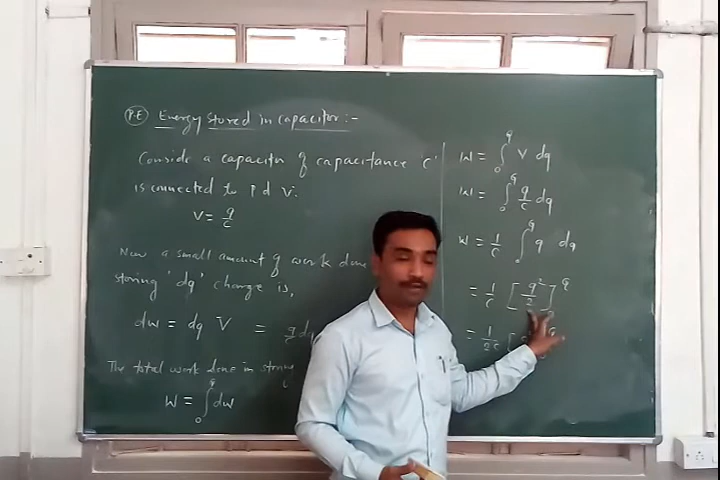 (P.E) Energy stored in capacitor :-
Conside a capacitor of capacitance 'C'
is connected to P d V.
V = q/c
Now a small amount of work done
storing 'dq' charge is,
dw = dq V = q dq
The total work done in storing
W = ∫₀^q dw
W = ∫₀^q V dq
W = ∫₀^q q/c dq
W = 1/c ∫₀^q q dq
= 1/c [q²/2]₀^q
= 1/2c [